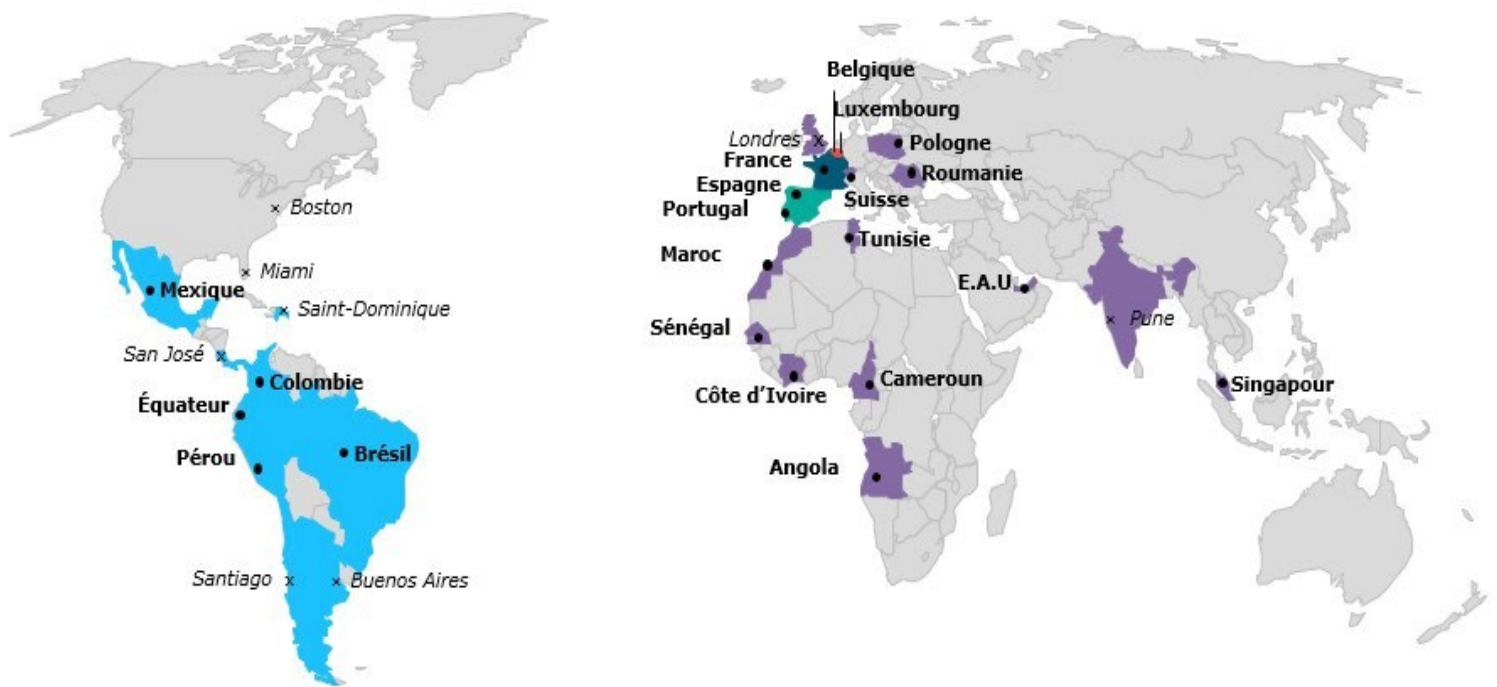 Boston
Miami
Mexique
Saint-Dominique
San José
Colombie
Équateur
Pérou
Brésil
Santiago
Buenos Aires
Belgique
Luxembourg
Londres
Pologne
France
Roumanie
Espagne
Suisse
Portugal
Tunisie
Maroc
E.A.U
Pune
Sénégal
Cameroun
Singapour
Côte d’Ivoire
Angola